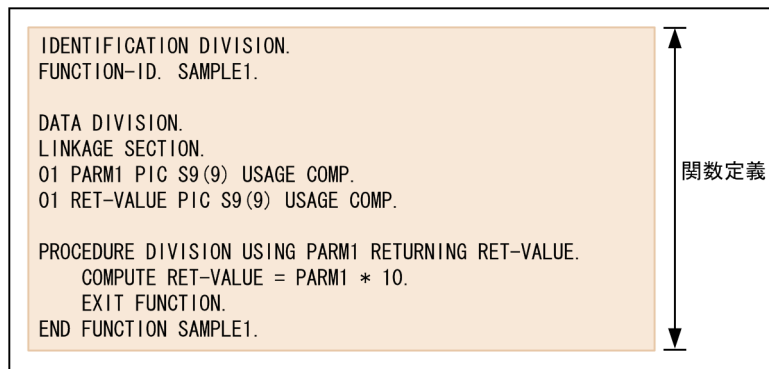 IDENTIFICATION DIVISION.
FUNCTION-ID. SAMPLE1.
DATA DIVISION.
LINKAGE SECTION.
01 PARM1 PIC S9(9) USAGE COMP.
01 RET-VALUE PIC S9(9) USAGE COMP.
PROCEDURE DIVISION USING PARM1 RETURNING RET-VALUE.
COMPUTE RET-VALUE = PARM1 * 10.
EXIT FUNCTION.
END FUNCTION SAMPLE1.
関数定義